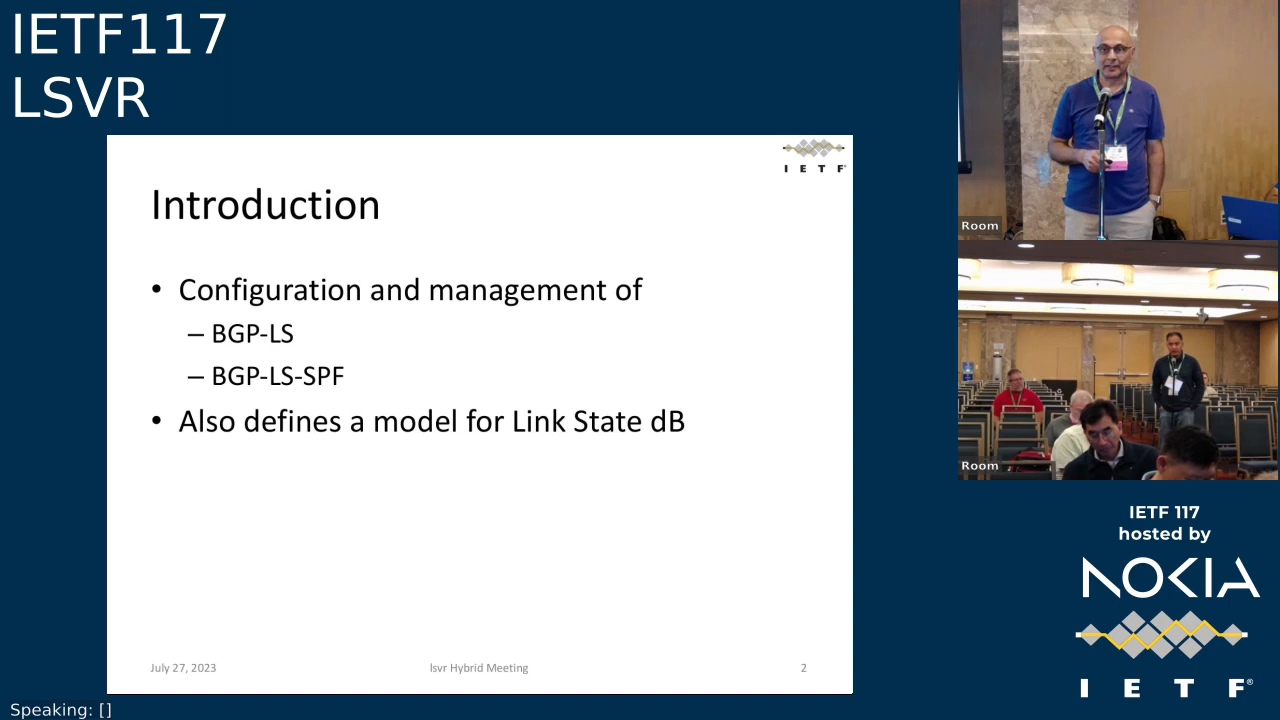 IETF117
LSVR
I E T F®
Introduction
• Configuration and management of
– BGP-LS
– BGP-LS-SPF
• Also defines a model for Link State dB
July 27, 2023
lsvr Hybrid Meeting
2
Room
Room
IETF 117
hosted by
NOKIA
I E T F®
Speaking: []